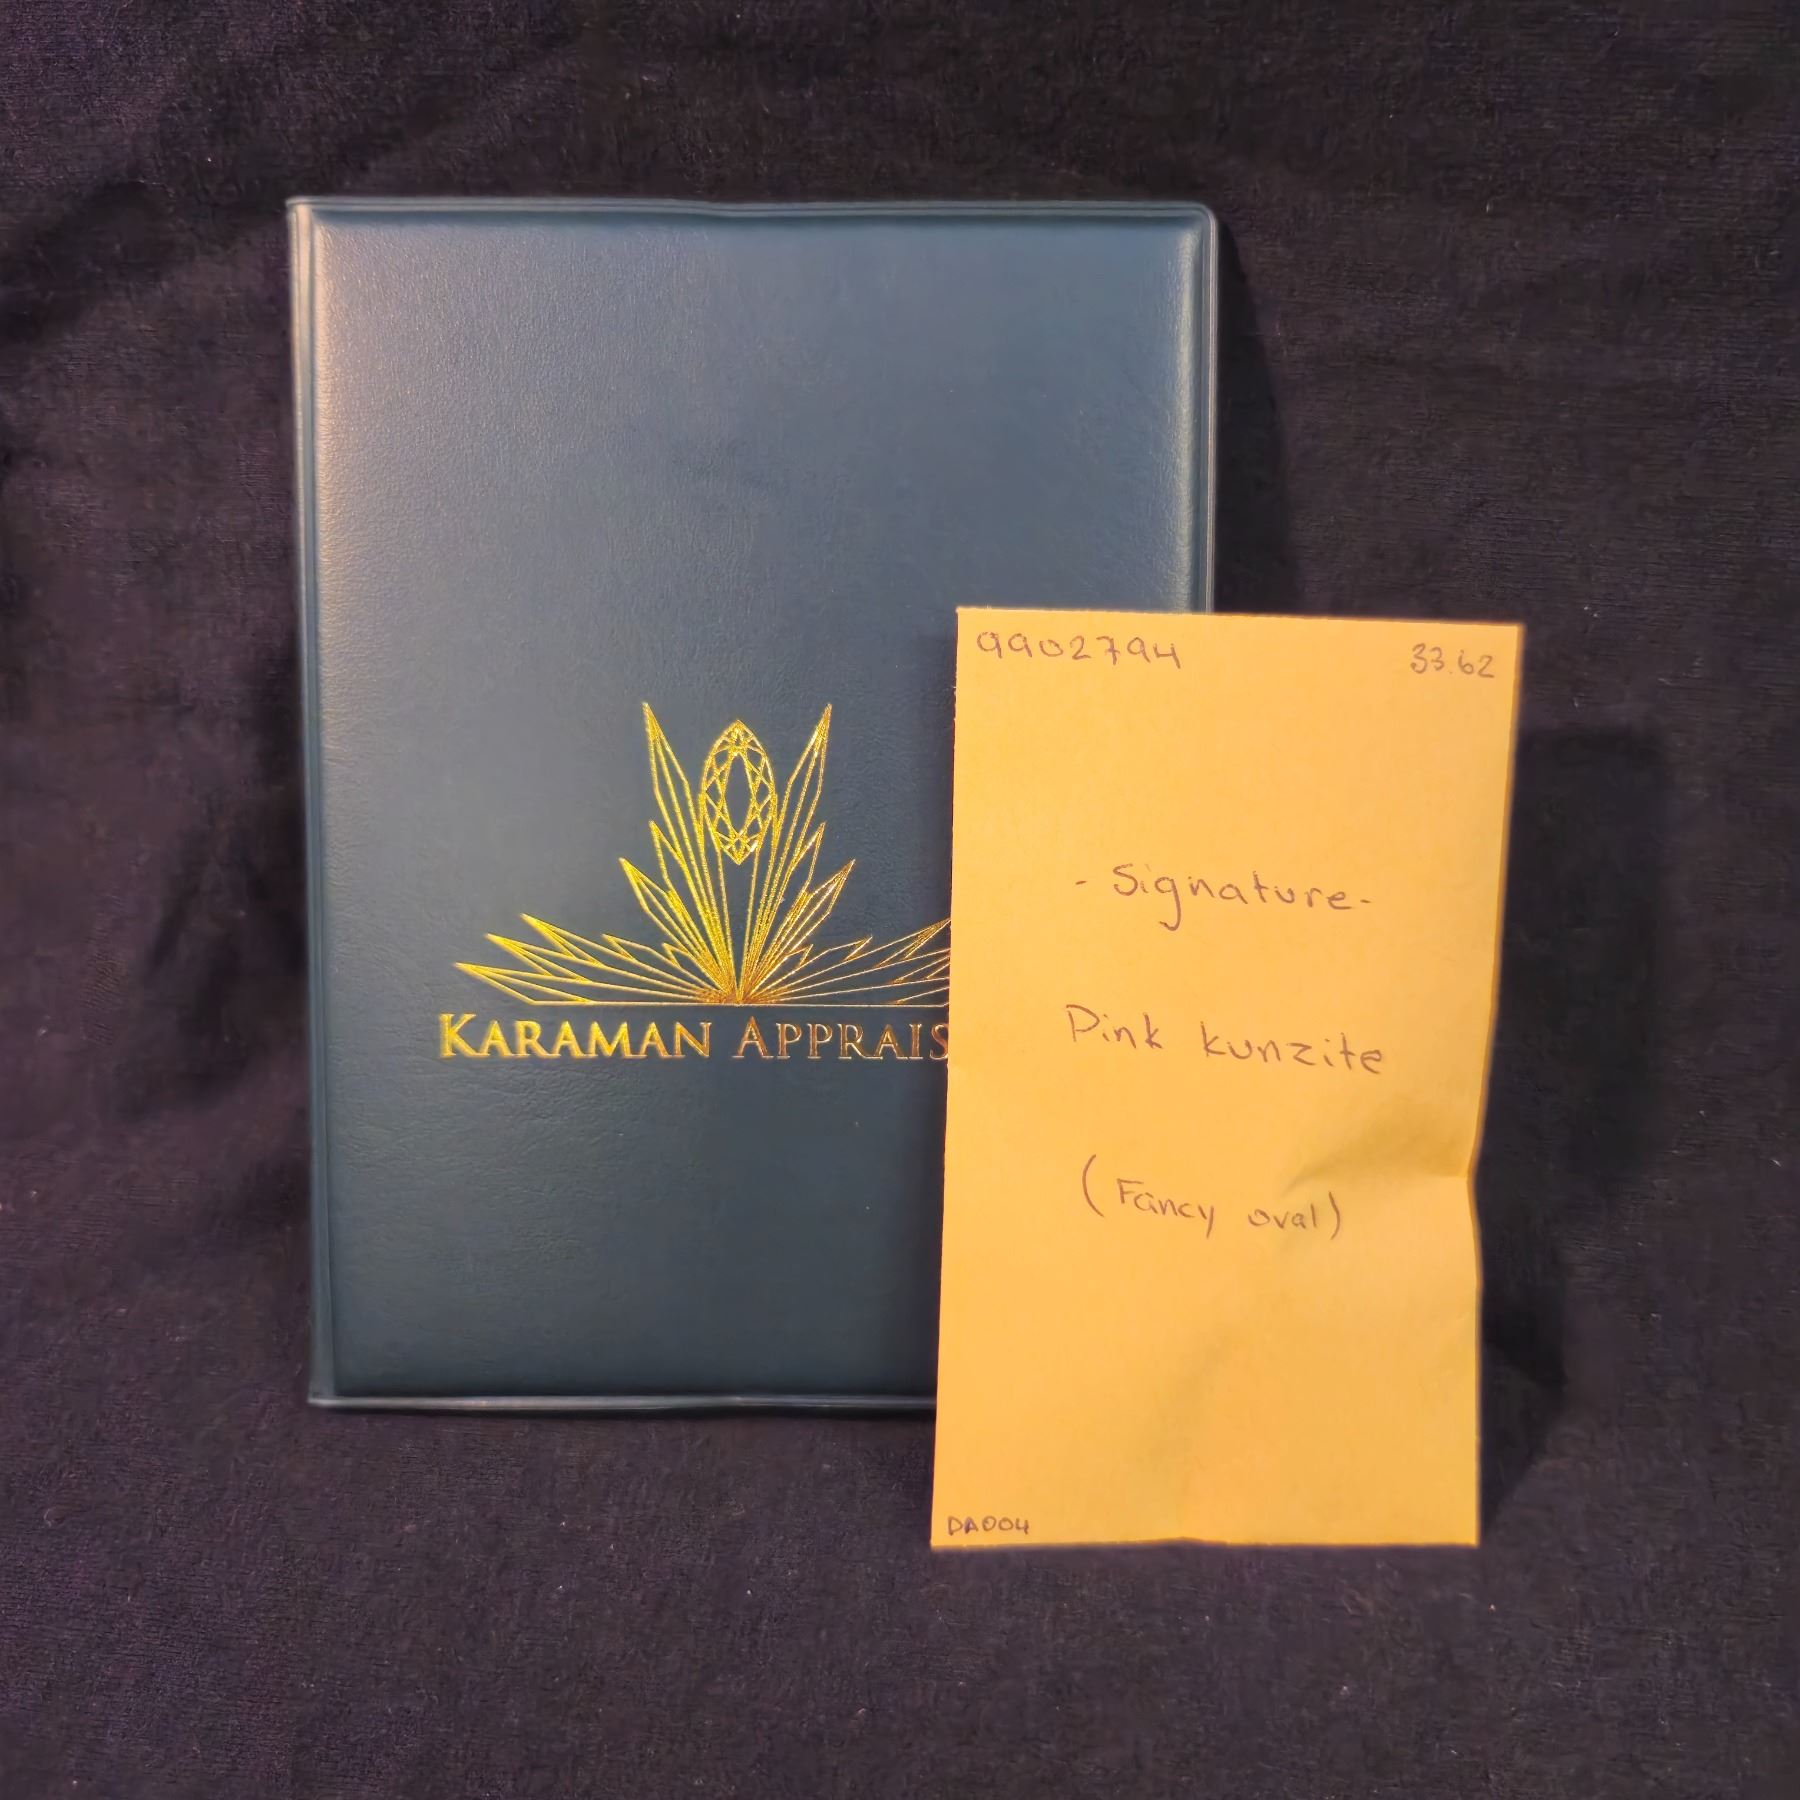 KARAMAN APPRAIS
9902794 33.62
- Signature -
Pink kunzite
(Fancy oval)
DA004